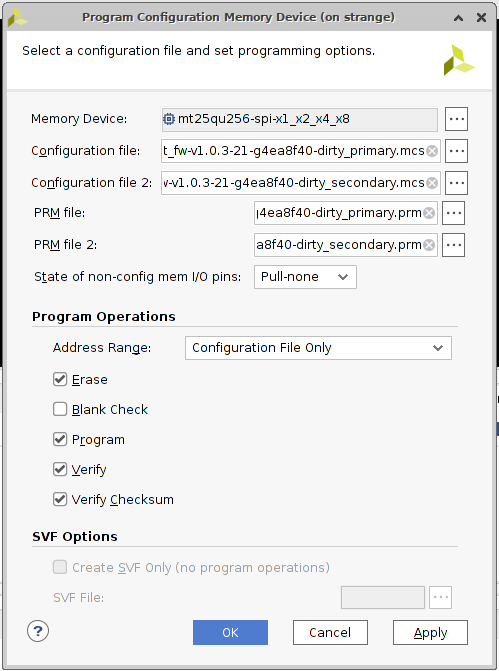 Program Configuration Memory Device (on strange)
Select a configuration file and set programming options.
Memory Device: mt25qu256-spi-x1_x2_x4_x8 ...
Configuration file: t_fw-v1.0.3-21-g4ea8f40-dirty_primary.mcs ...
Configuration file 2: v-v1.0.3-21-g4ea8f40-dirty_secondary.mcs ...
PRM file: g4ea8f40-dirty_primary.prm ...
PRM file 2: a8f40-dirty_secondary.prm ...
State of non-config mem I/O pins: Pull-none
Program Operations
Address Range: Configuration File Only
Erase
Blank Check
Program
Verify
Verify Checksum
SVF Options
Create SVF Only (no program operations)
SVF File: ...
? OK Cancel Apply